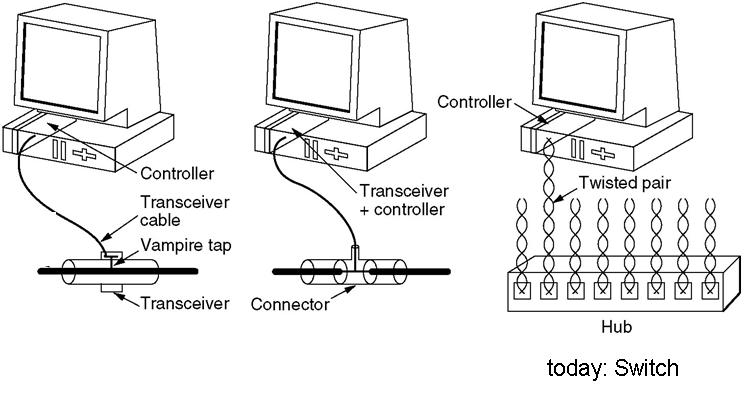 Controller
Transceiver
cable
Vampire tap
Transceiver
Transceiver
+ controller
Connector
Controller
Twisted pair
Hub
today: Switch